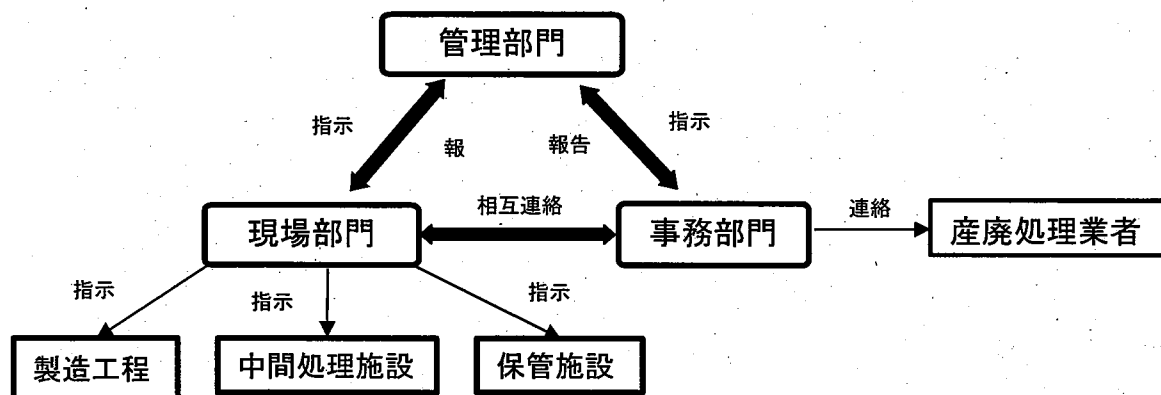 管理部門
指示
報
報告
指示
現場部門
相互連絡
事務部門
連絡
産廃処理業者
指示
指示
指示
製造工程
中間処理施設
保管施設